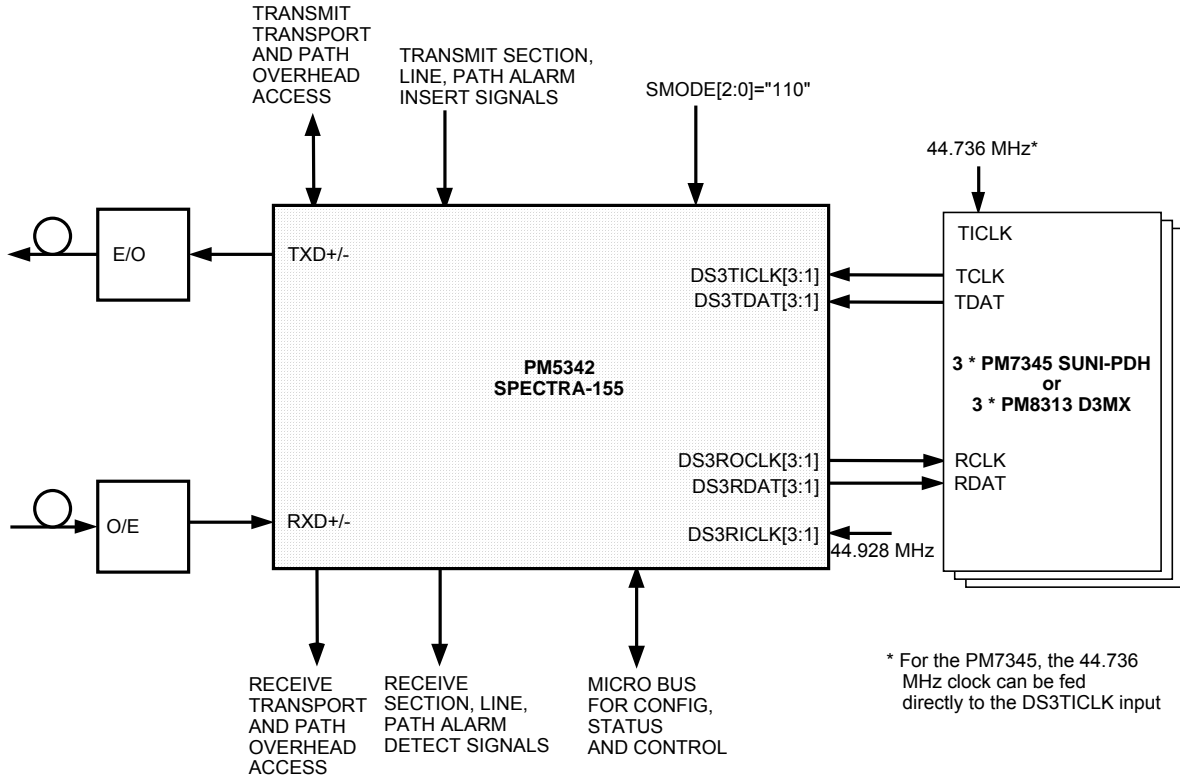 TRANSMIT
TRANSPORT
AND PATH
OVERHEAD
ACCESS
TRANSMIT SECTION,
LINE, PATH ALARM
INSERT SIGNALS
SMODE[2:0]="110"
44.736 MHz*
E/O
TXD+/-
DS3TICLK[3:1]
DS3TDAT[3:1]
TICLK
TCLK
TDAT
PM5342
SPECTRA-155
3 * PM7345 SUNI-PDH
or
3 * PM8313 D3MX
DS3ROCLK[3:1]
DS3RDAT[3:1]
RCLK
RDAT
O/E
RXD+/-
DS3RICLK[3:1]
44.928 MHz
RECEIVE
TRANSPORT
AND PATH
OVERHEAD
ACCESS
RECEIVE
SECTION, LINE,
PATH ALARM
DETECT SIGNALS
MICRO BUS
FOR CONFIG,
STATUS
AND CONTROL
* For the PM7345, the 44.736
MHz clock can be fed
directly to the DS3TICLK input